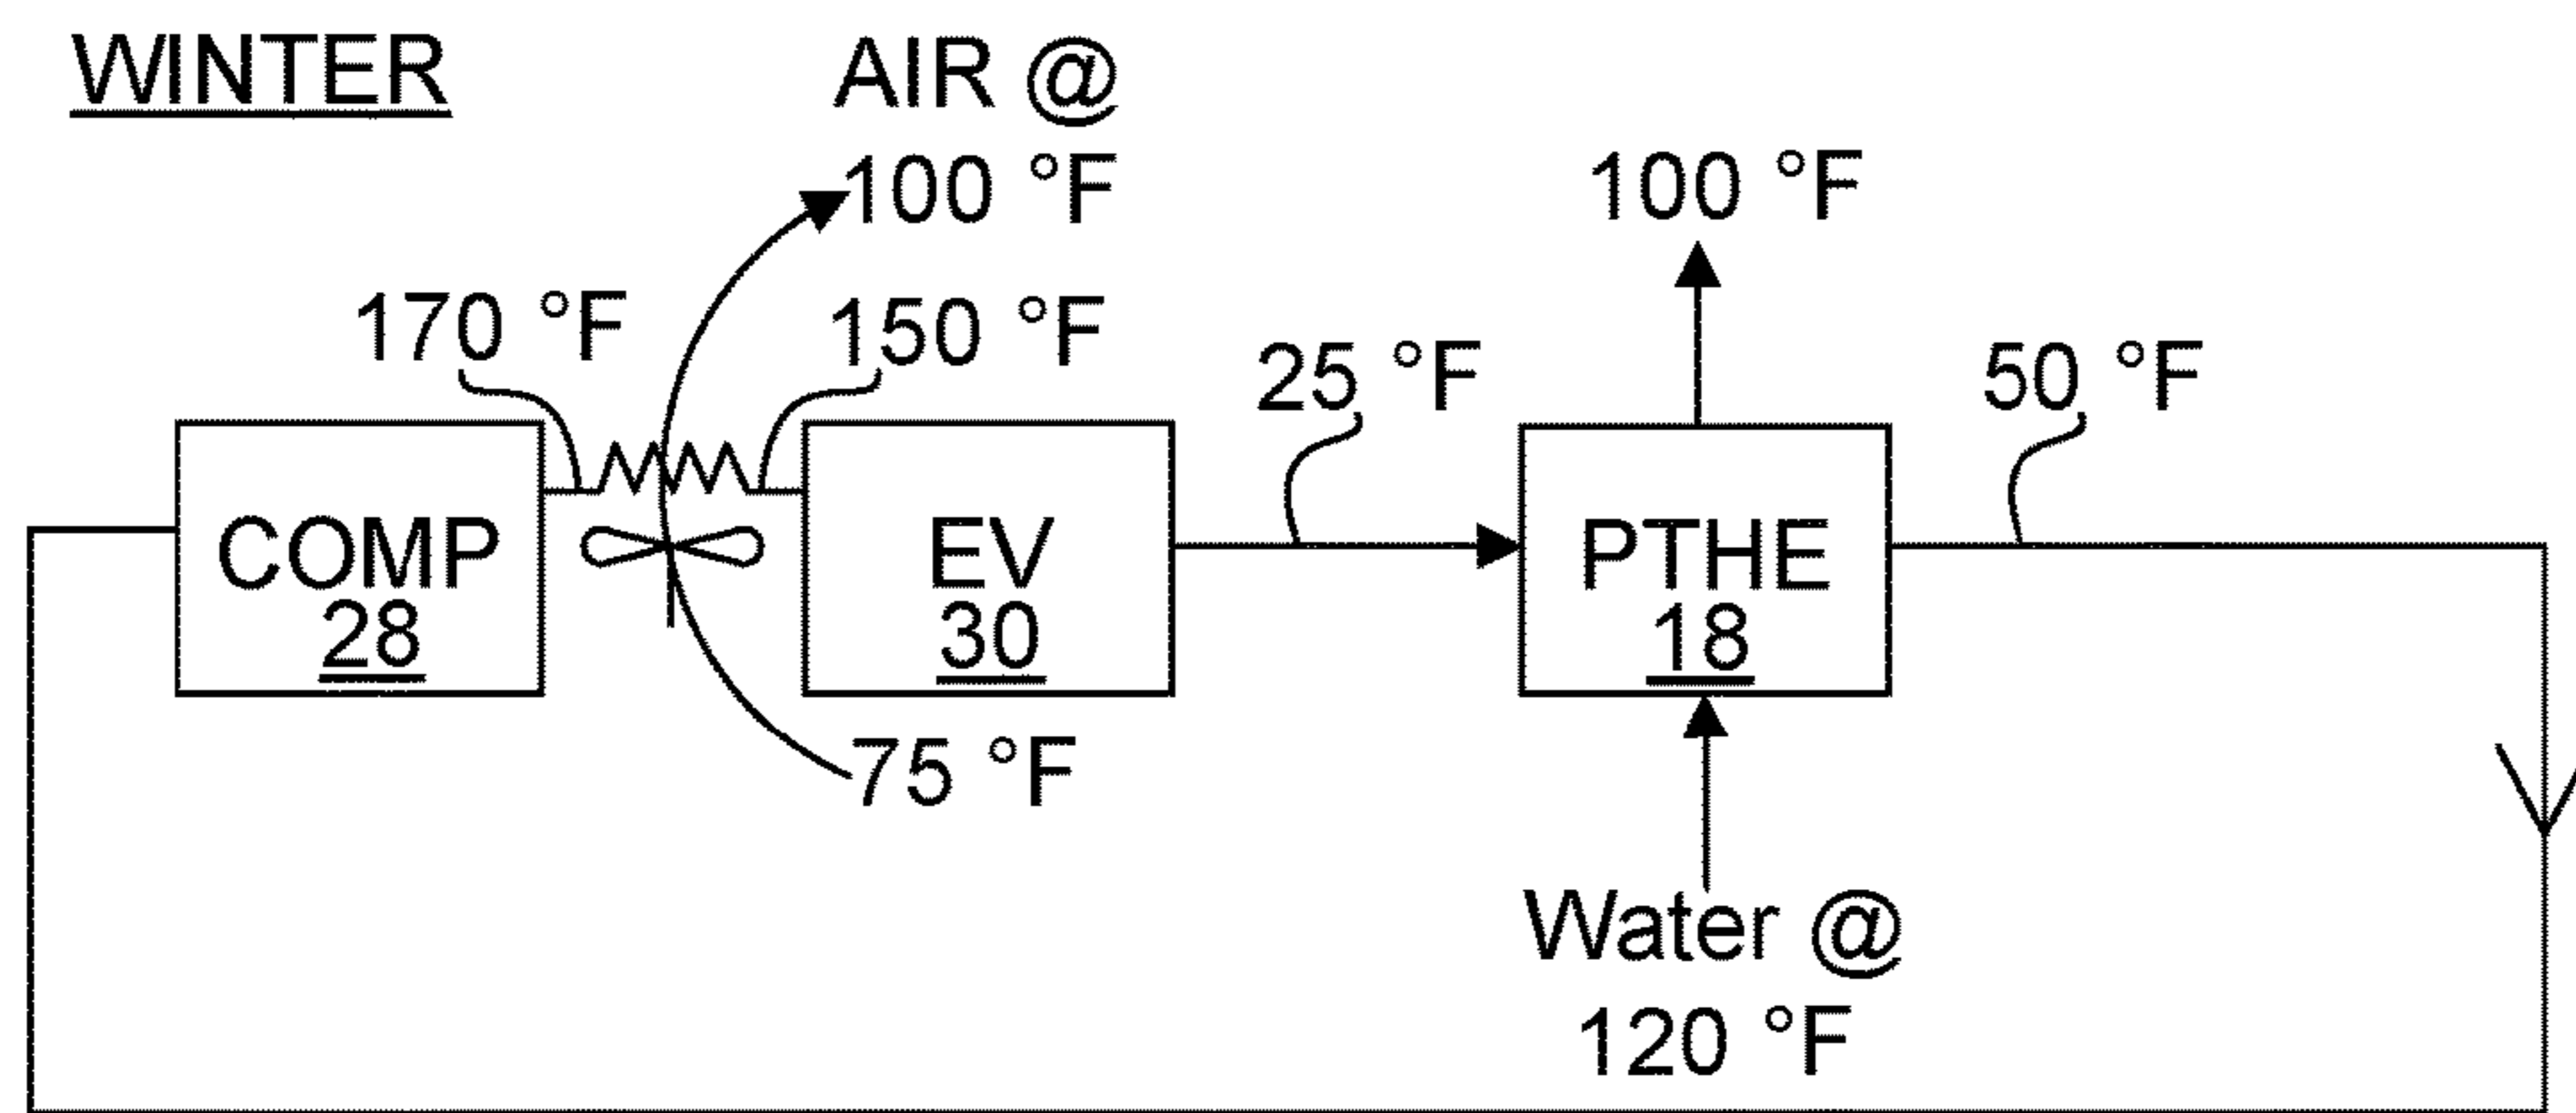 WINTER
AIR @
100 °F
100 °F
170 °F
150 °F
25 °F
50 °F
COMP
28
EV
30
PTHE
18
75 °F
Water @
120 °F